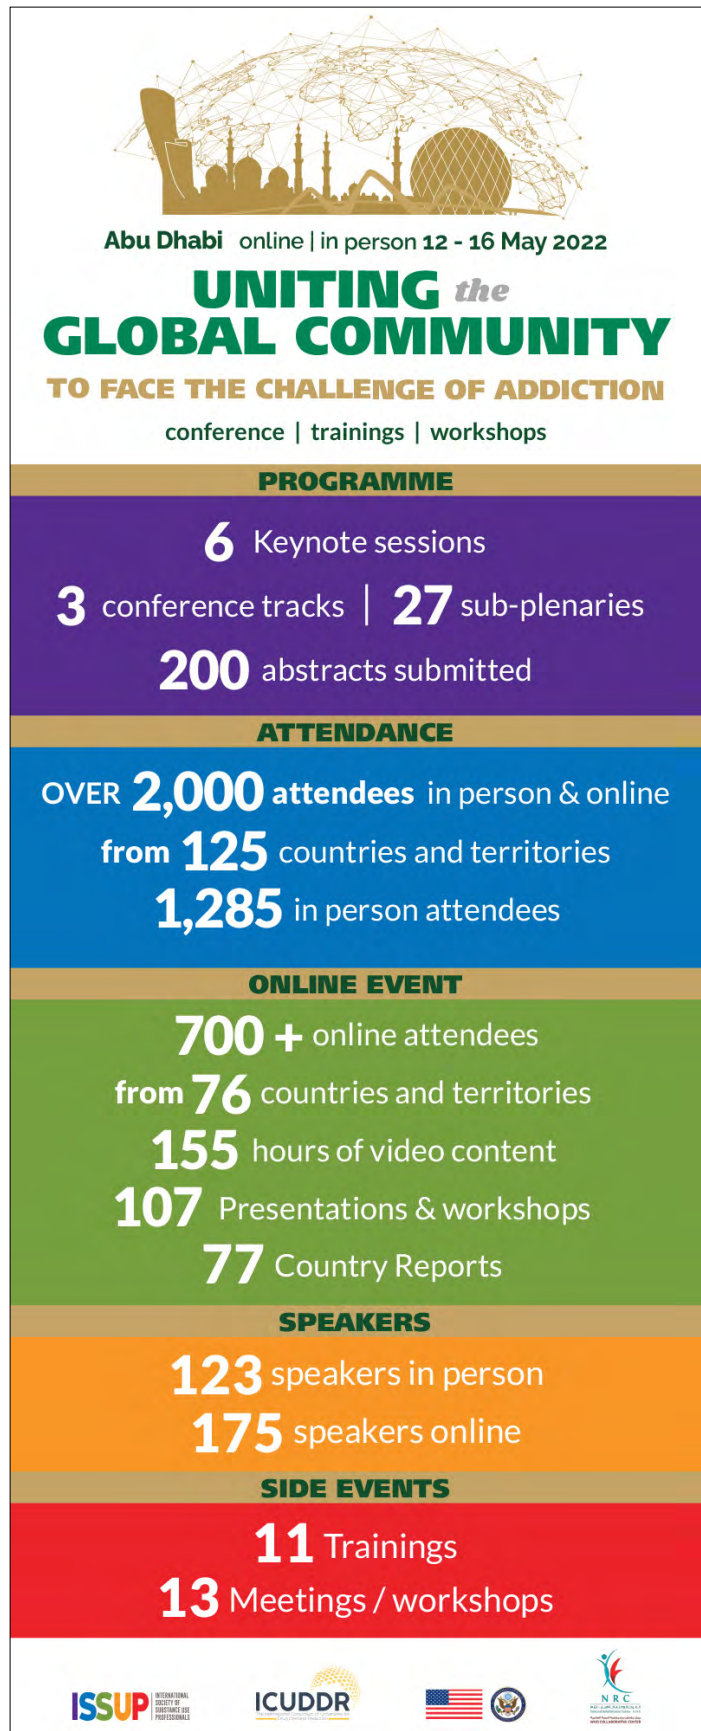 Abu Dhabi online | in person 12 - 16 May 2022
UNITING the
GLOBAL COMMUNITY
TO FACE THE CHALLENGE OF ADDICTION
conference | trainings | workshops
PROGRAMME
6 Keynote sessions
3 conference tracks | 27 sub-plenaries
200 abstracts submitted
ATTENDANCE
OVER 2,000 attendees in person & online
from 125 countries and territories
1,285 in person attendees
ONLINE EVENT
700 + online attendees
from 76 countries and territories
155 hours of video content
107 Presentations & workshops
77 Country Reports
SPEAKERS
123 speakers in person
175 speakers online
SIDE EVENTS
11 Trainings
13 Meetings / workshops
ISSUP
INTERNATIONAL
SOCIETY OF
SUBSTANCE USE
PROFESSIONALS
ICUDDR
NRC